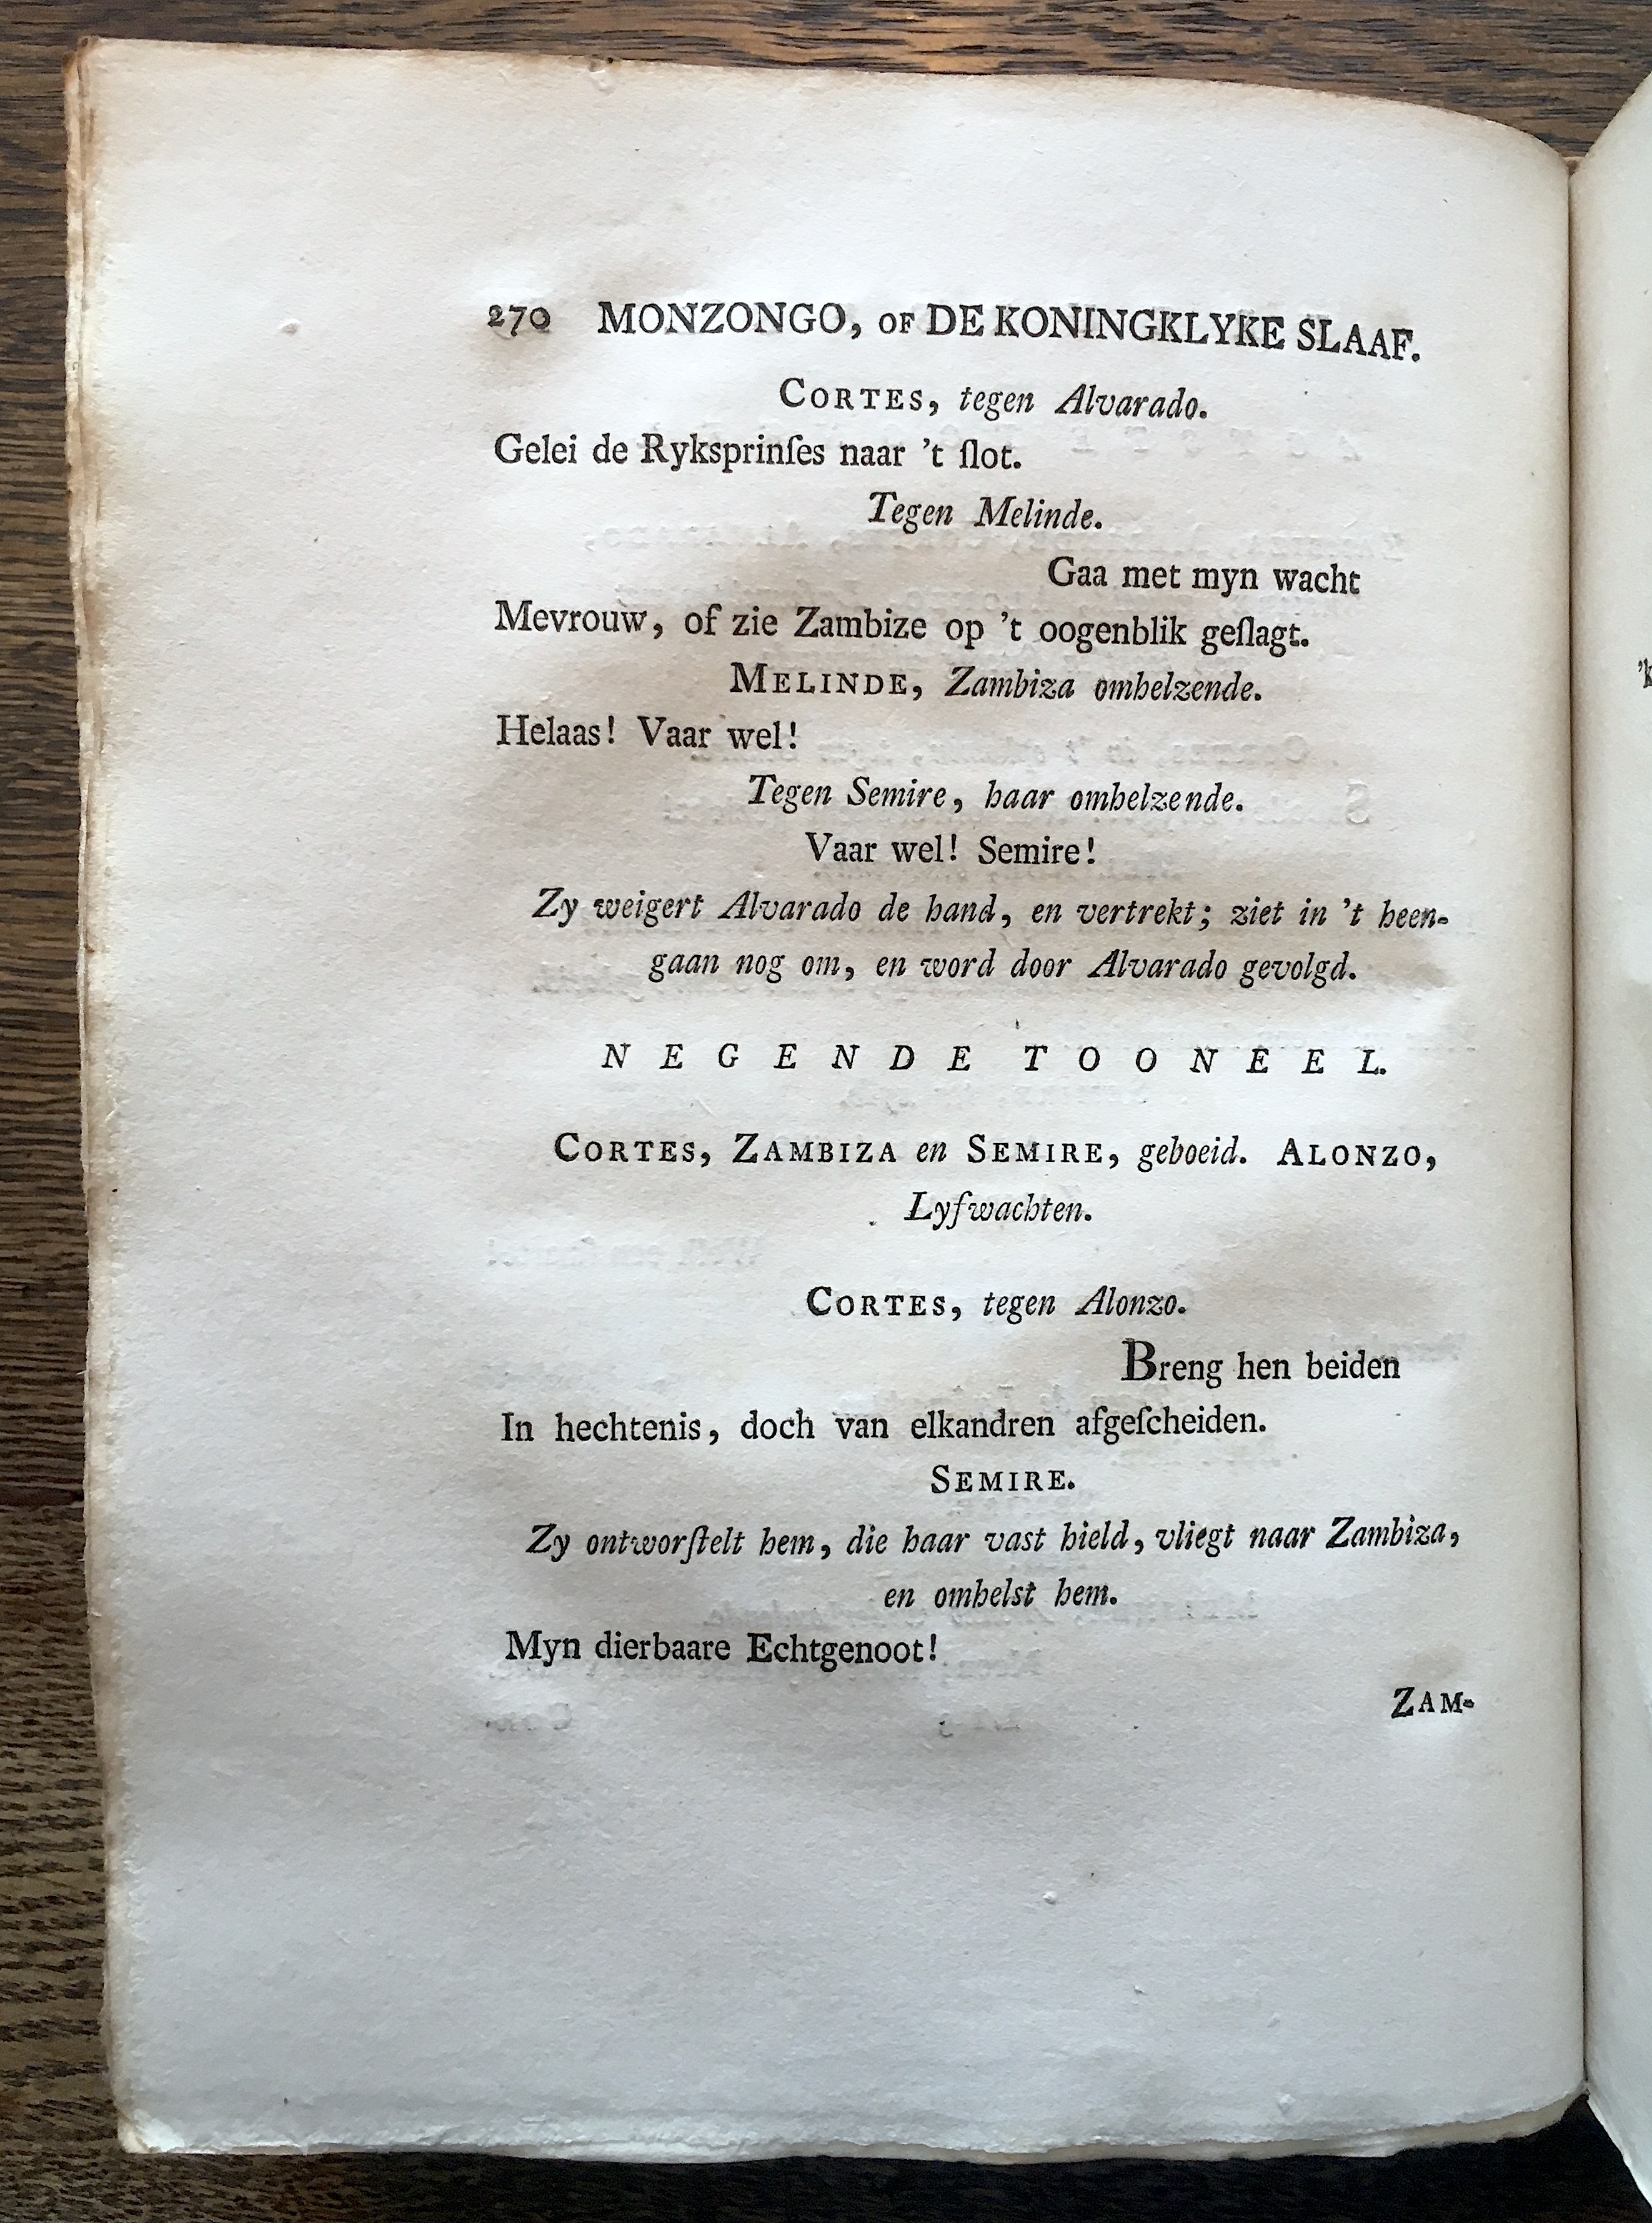 270 MONZONGO, OF DE KONINGKLYKE SLAAF.
CORTES, tegen Alvarado.
Gelei de Ryksprinſes naar 't ſlot.
Tegen Melinde.
Gaa met myn wacht
Mevrouw, of zie Zambize op 't oogenblik geſlagt.
MELINDE, Zambiza omhelzende.
Helaas! Vaar wel!
Tegen Semire, haar omhelzende.
Vaar wel! Semire!
Zy weigert Alvarado de hand, en vertrekt; ziet in 't heen-
gaan nog om, en word door Alvarado gevolgd.
NEGENDE TOONEEL.
CORTES, ZAMBIZA en SEMIRE, geboeid. ALONZO,
Lyfwachten.
CORTES, tegen Alonzo.
Breng hen beiden
In hechtenis, doch van elkandren afgeſcheiden.
SEMIRE.
Zy ontworſtelt hem, die haar vast hield, vliegt naar Zambiza,
en omhelst hem.
Myn dierbaare Echtgenoot!
ZAM-